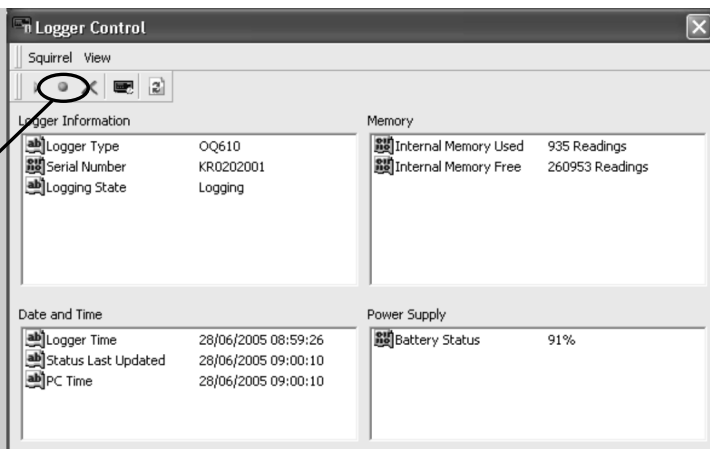 Logger Control
Squirrel View
Logger Information
Logger Type OQ610
Serial Number KR0202001
Logging State Logging
Memory
Internal Memory Used 935 Readings
Internal Memory Free 260953 Readings
Date and Time
Logger Time 28/06/2005 08:59:26
Status Last Updated 28/06/2005 09:00:10
PC Time 28/06/2005 09:00:10
Power Supply
Battery Status 91%